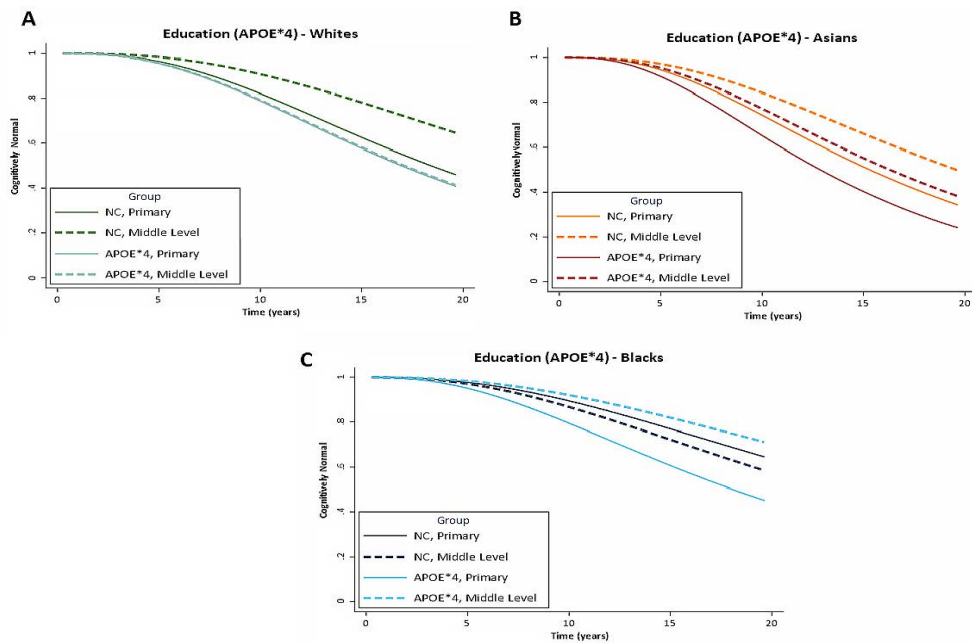 A
Education (APOE*4) - Whites
Cognitively Normal
1
.8
.6
.4
.2
0
Group
NC, Primary
NC, Middle Level
APOE*4, Primary
APOE*4, Middle Level
0 5 10 15 20
Time (years)
B
Education (APOE*4) - Asians
Cognitively Normal
1
.8
.6
.4
.2
0
Group
NC, Primary
NC, Middle Level
APOE*4, Primary
APOE*4, Middle Level
0 5 10 15 20
Time (years)
C
Education (APOE*4) - Blacks
Cognitively Normal
1
.8
.6
.4
.2
0
Group
NC, Primary
NC, Middle Level
APOE*4, Primary
APOE*4, Middle Level
0 5 10 15 20
Time (years)